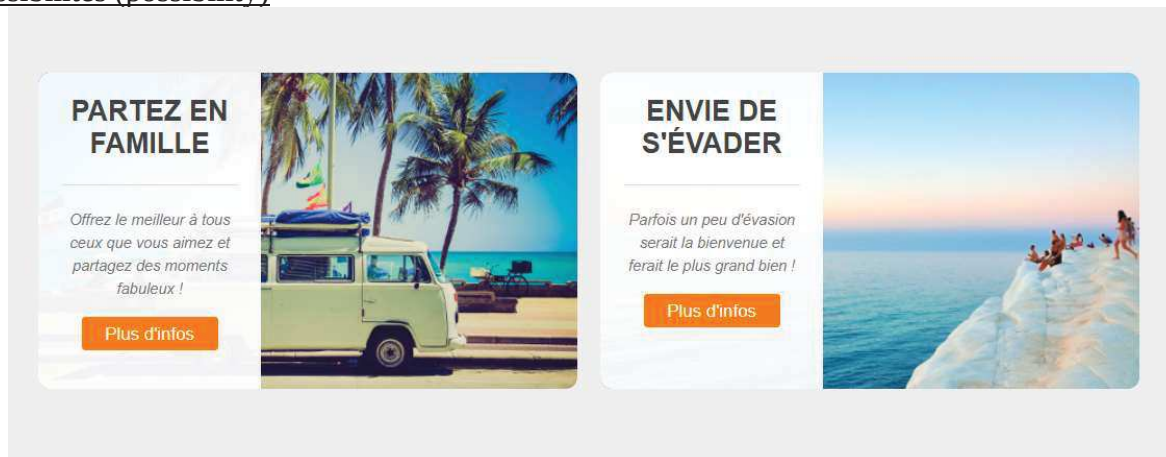 (possibility)
PARTEZ EN
FAMILLE
Offrez le meilleur à tous
ceux que vous aimez et
partagez des moments
fabuleux !
Plus d'infos
ENVIE DE
S'ÉVADER
Parfois un peu d'évasion
serait la bienvenue et
ferait le plus grand bien !
Plus d'infos